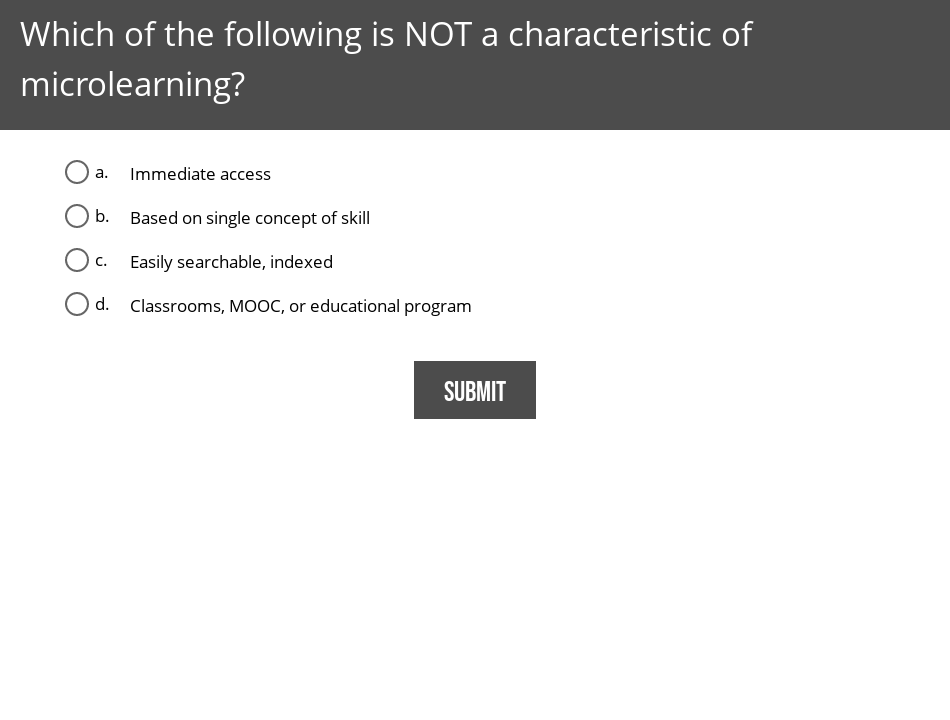 Which of the following is NOT a characteristic of
microlearning?
a. Immediate access
b. Based on single concept of skill
c. Easily searchable, indexed
d. Classrooms, MOOC, or educational program
SUBMIT